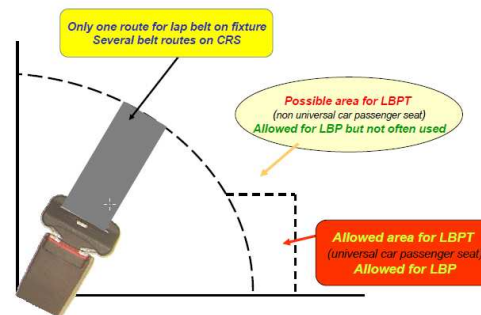 Only one route for lap belt on fixture
Several belt routes on CRS
Possible area for LBPT
(non universal car passenger seat)
Allowed for LBP but not often used
Allowed area for LBPT
(universal car passenger seat)
Allowed for LBP